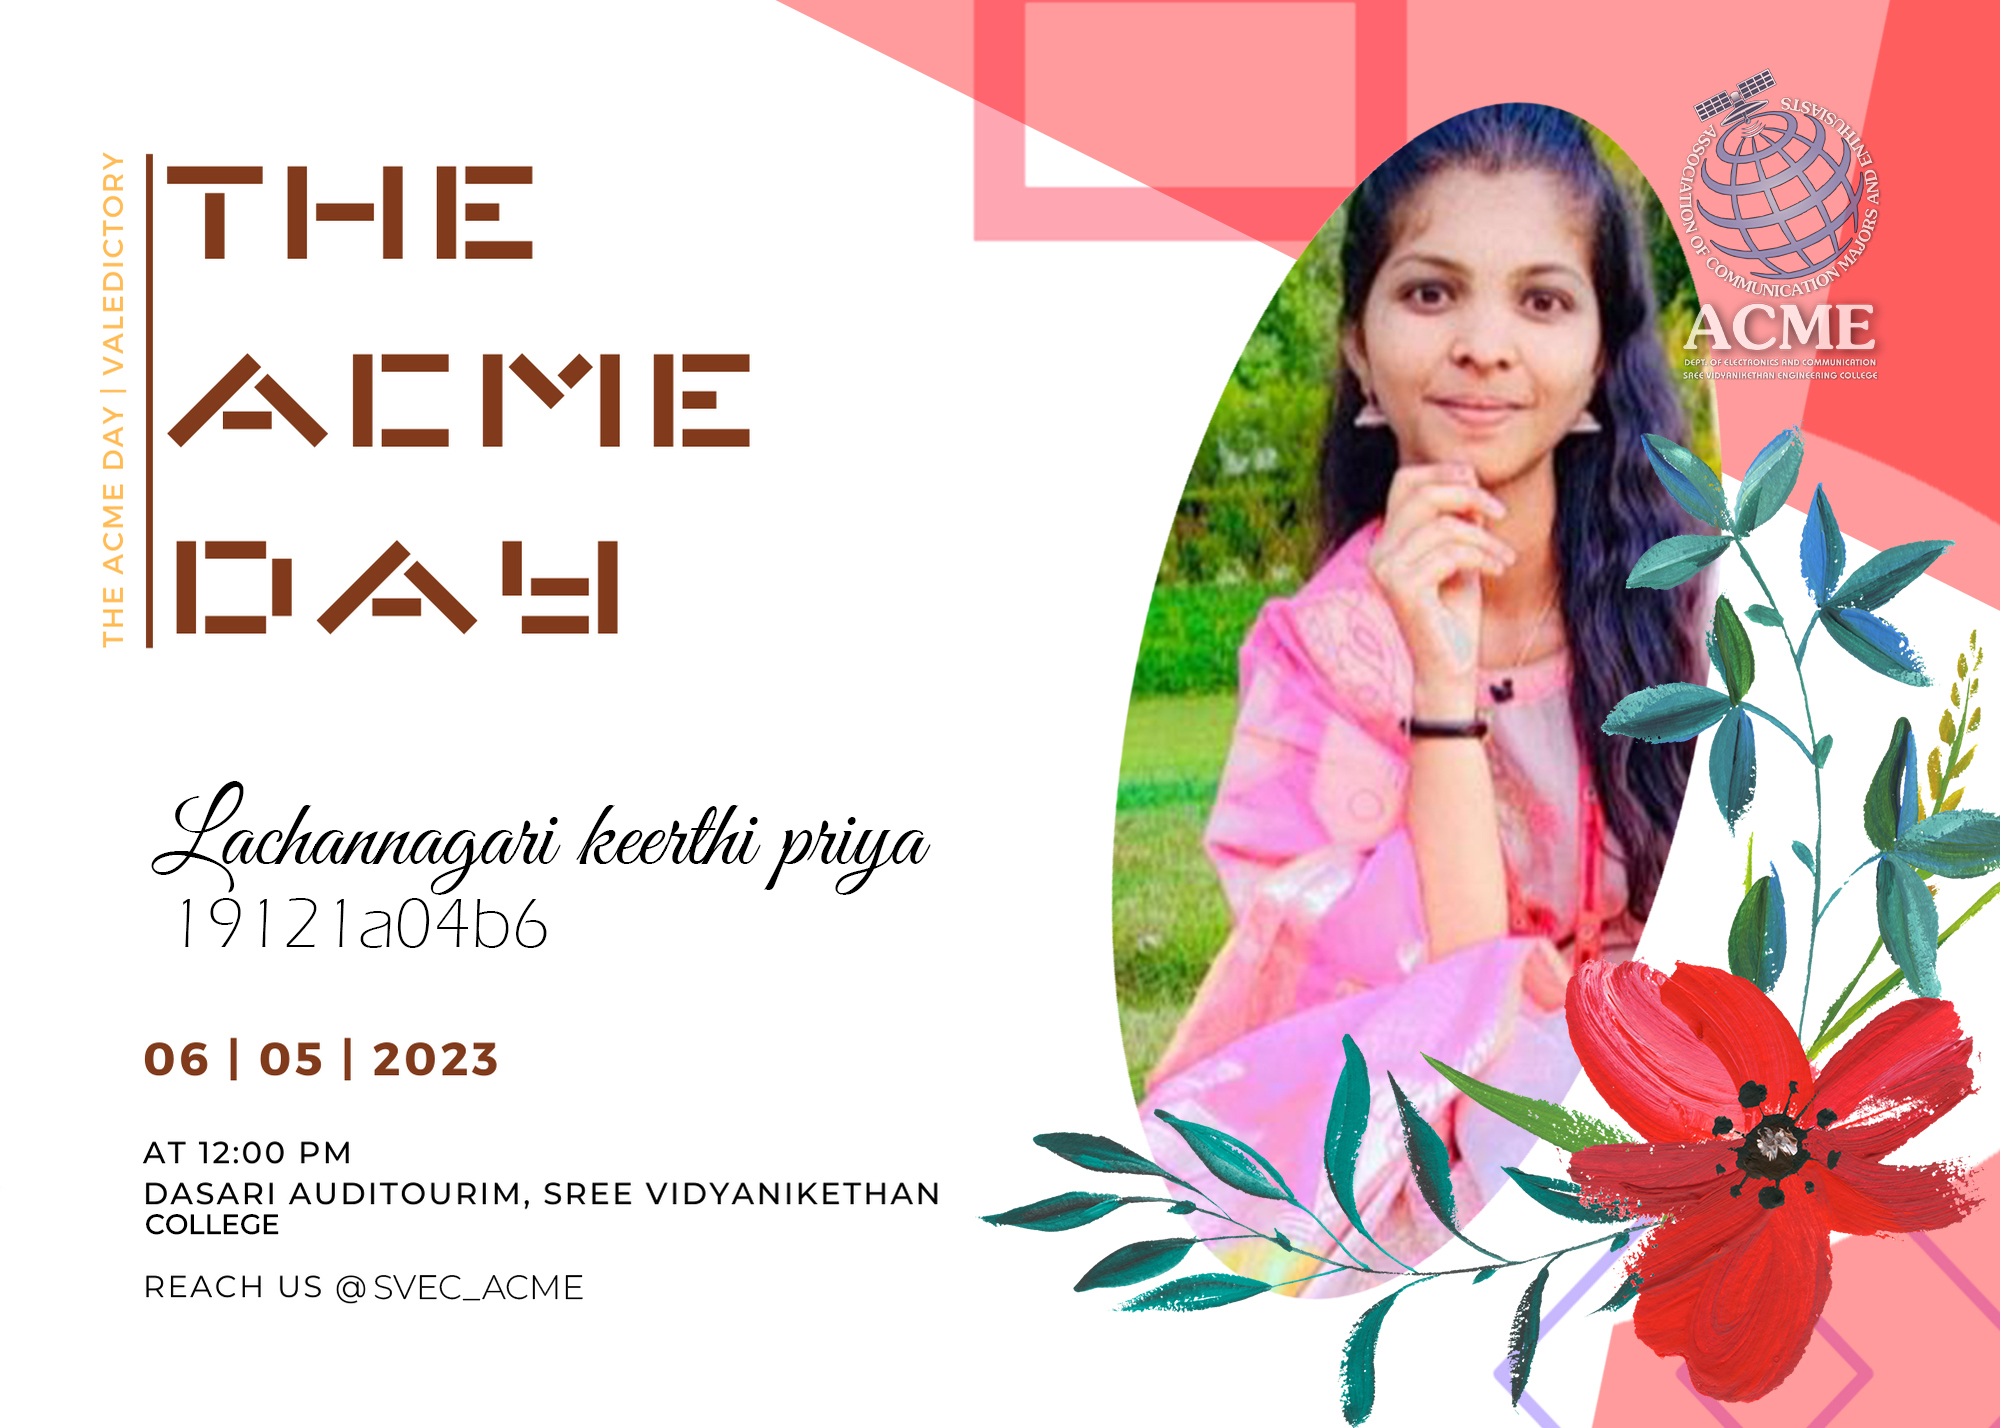 THE ACME DAY | VALEDICTORY
THE
ACME
DAY
Lachannagari keerthi priya
19121a04b6
06 | 05 | 2023
AT 12:00 PM
DASARI AUDITOURIM, SREE VIDYANIKETHAN
COLLEGE
REACH US @SVEC_ACME
ASSOCIATION OF COMMUNICATION MAJORS AND ENTHUSIASTS
ACME
DEPT. OF ELECTRONICS AND COMMUNICATION
SREE VIDYANIKETHAN ENGINEERING COLLEGE